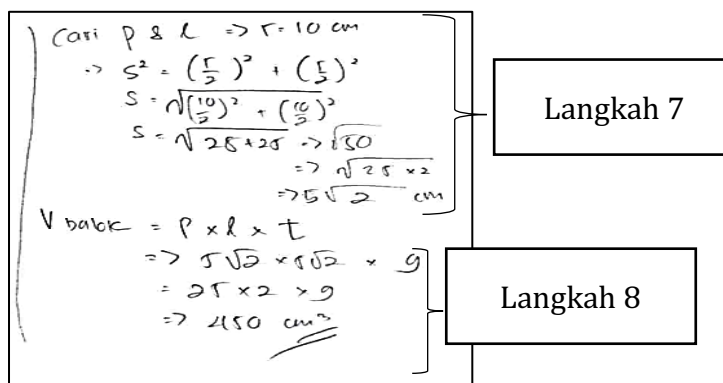 Cari p & l => r = 10 cm
=> S² = (r/2)² + (r/2)²
S = √(10/2)² + (10/2)²
S = √25+25 => √50
=> √25 x 2
=> 5√2 cm
V balok = p x l x t
=> 5√2 x 5√2 x 9
= 25 x 2 x 9
=> 450 cm³
Langkah 7
Langkah 8